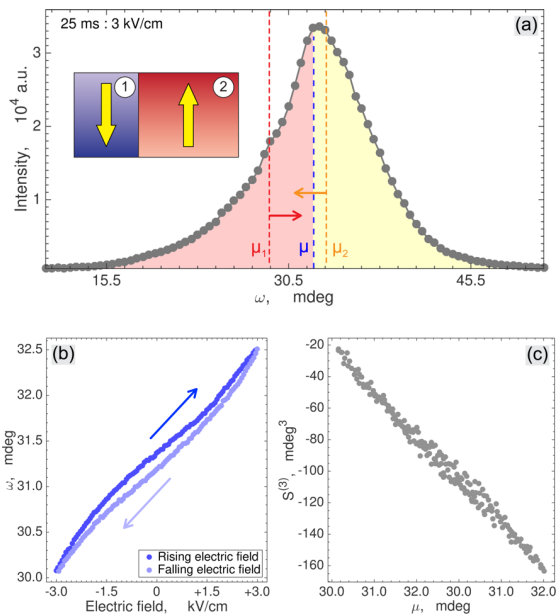 25 ms : 3 kV/cm
(a)
1
2
3
2
1
Intensity, 10⁴ a.u.
μ₁
μ
μ₂
15.5
30.5
45.5
ω, mdeg
(b)
32.5
32.0
31.5
31.0
30.5
30.0
ω, mdeg
Rising electric field
Falling electric field
-3.0
-1.5
0
+1.5
+3.0
Electric field, kV/cm
(c)
-20
-40
-60
-80
-100
-120
-140
-160
S⁽³⁾, mdeg³
30.0
31.0
31.0
30.0
31.0
32.0
μ, mdeg